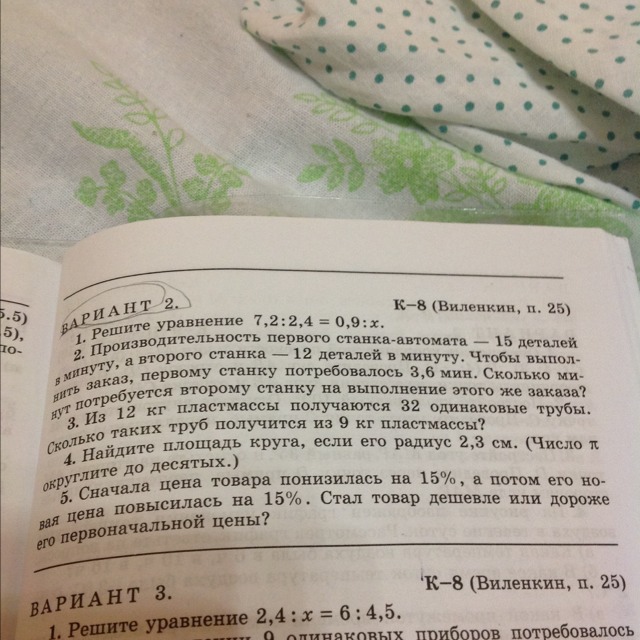 5.5)
5),
по-
ВАРИАНТ 2.
К–8 (Виленкин, п. 25)
1. Решите уравнение 7,2 : 2,4 = 0,9 : x.
2. Производительность первого станка-автомата — 15 деталей
в минуту, а второго станка — 12 деталей в минуту. Чтобы выпол-
нить заказ, первому станку потребовалось 3,6 мин. Сколько ми-
нут потребуется второму станку на выполнение этого же заказа?
3. Из 12 кг пластмассы получаются 32 одинаковые трубы.
Сколько таких труб получится из 9 кг пластмассы?
4. Найдите площадь круга, если его радиус 2,3 см. (Число π
округлите до десятых.)
5. Сначала цена товара понизилась на 15%, а потом его но-
вая цена повысилась на 15%. Стал товар дешевле или дороже
его первоначальной цены?
К–8 (Виленкин, п. 25)
ВАРИАНТ 3.
1. Решите уравнение 2,4 : x = 6 : 4,5.
9 одинаковых приборов потребовалось